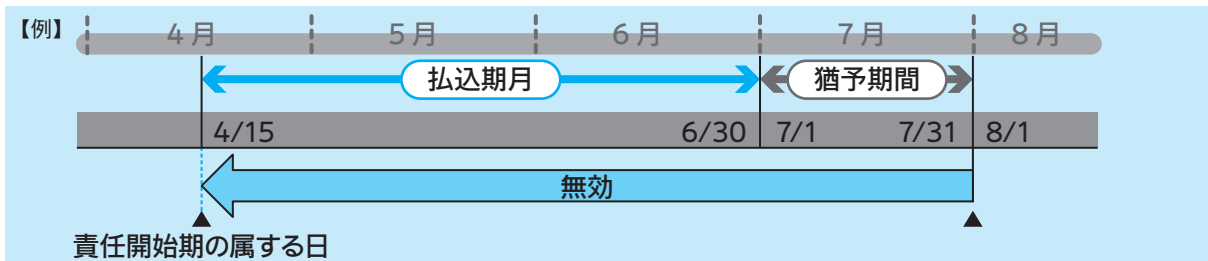 【例】 4月 5月 6月 7月 8月
払込期月 猶予期間
4/15 6/30 7/1 7/31 8/1
無効
責任開始期の属する日